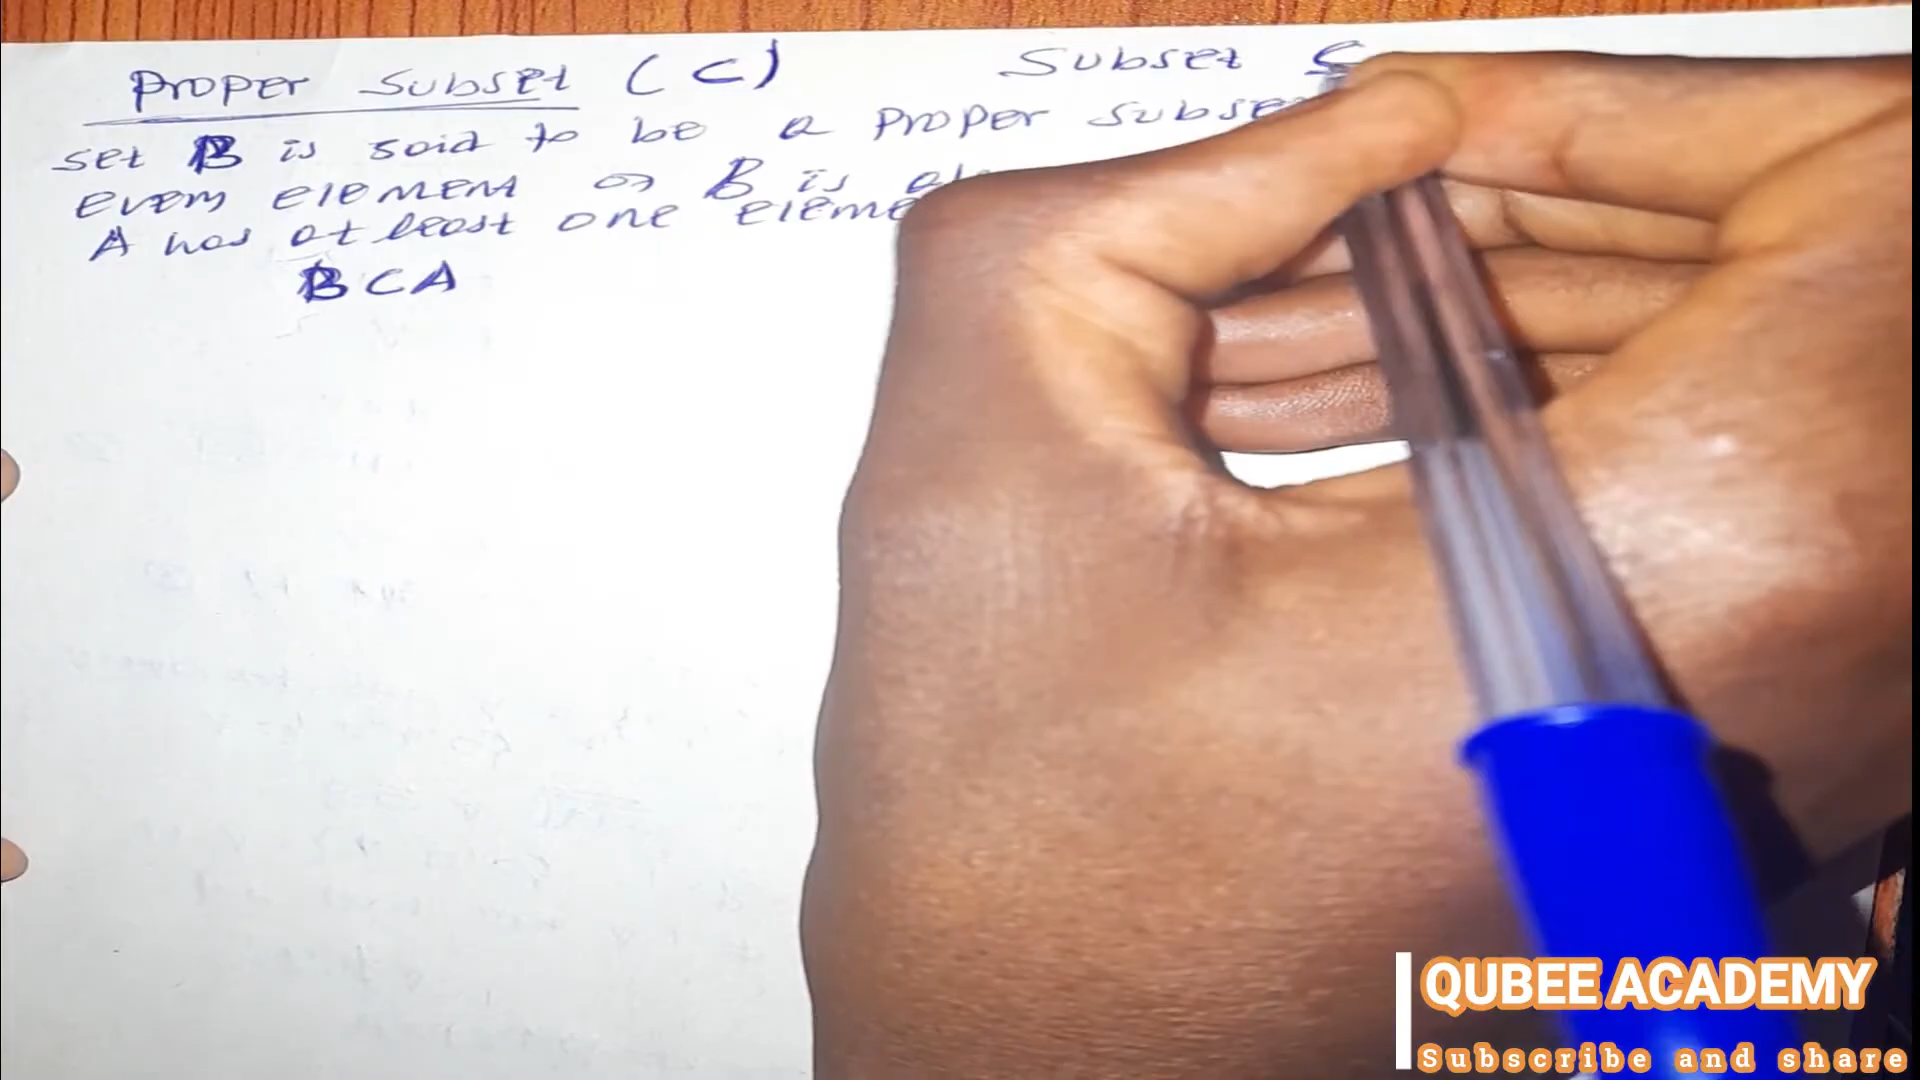 Proper Subset (⊂) Subset ⊆
set B is said to be a proper subse
every element of B is
A has at least one eleme
B⊂A
QUBEE ACADEMY
Subscribe and share